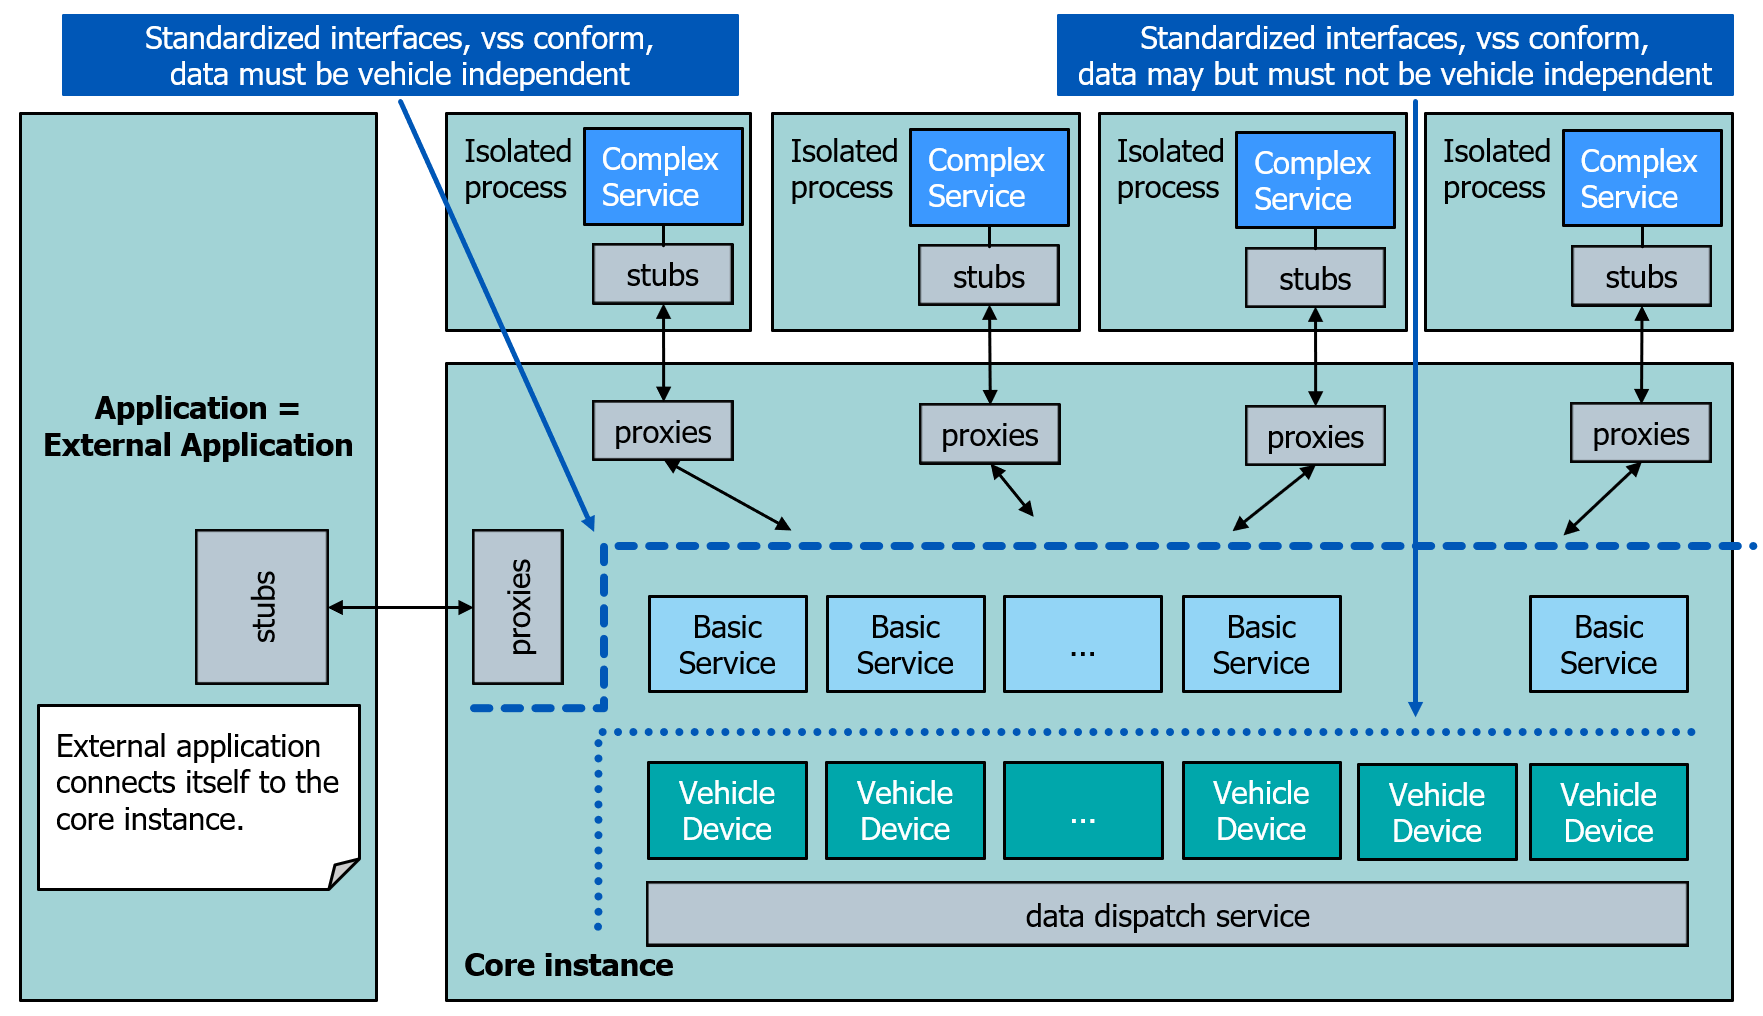 Standardized interfaces, vss conform,
data must be vehicle independent
Standardized interfaces, vss conform,
data may but must not be vehicle independent
Isolated
process
Complex
Service
stubs
Isolated
process
Complex
Service
stubs
Isolated
process
Complex
Service
stubs
Isolated
process
Complex
Service
stubs
Application =
External Application
stubs
External application
connects itself to the
core instance.
proxies
proxies
proxies
proxies
proxies
Basic
Service
Basic
Service
...
Basic
Service
Basic
Service
Vehicle
Device
Vehicle
Device
...
Vehicle
Device
Vehicle
Device
Vehicle
Device
data dispatch service
Core instance